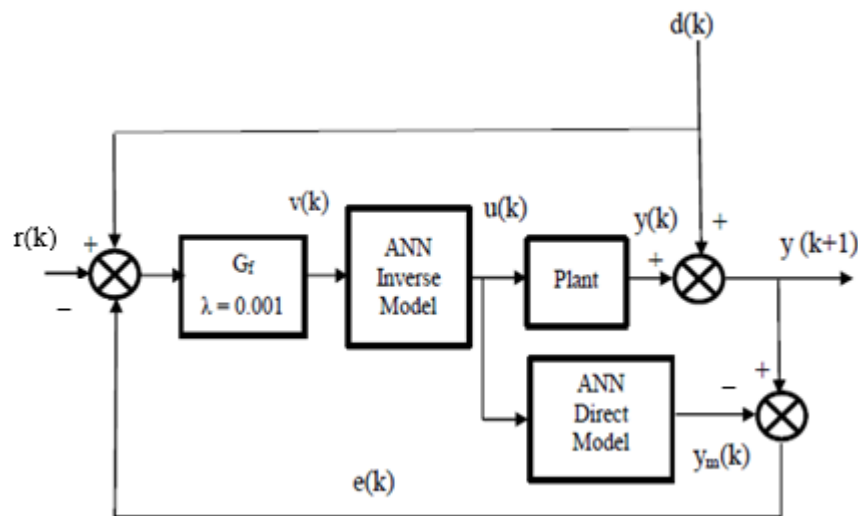 d(k)
r(k)
+
−
G_f
λ = 0.001
v(k)
ANN
Inverse
Model
u(k)
Plant
y(k)
+
+
y (k+1)
ANN
Direct
Model
−
+
y_m(k)
e(k)